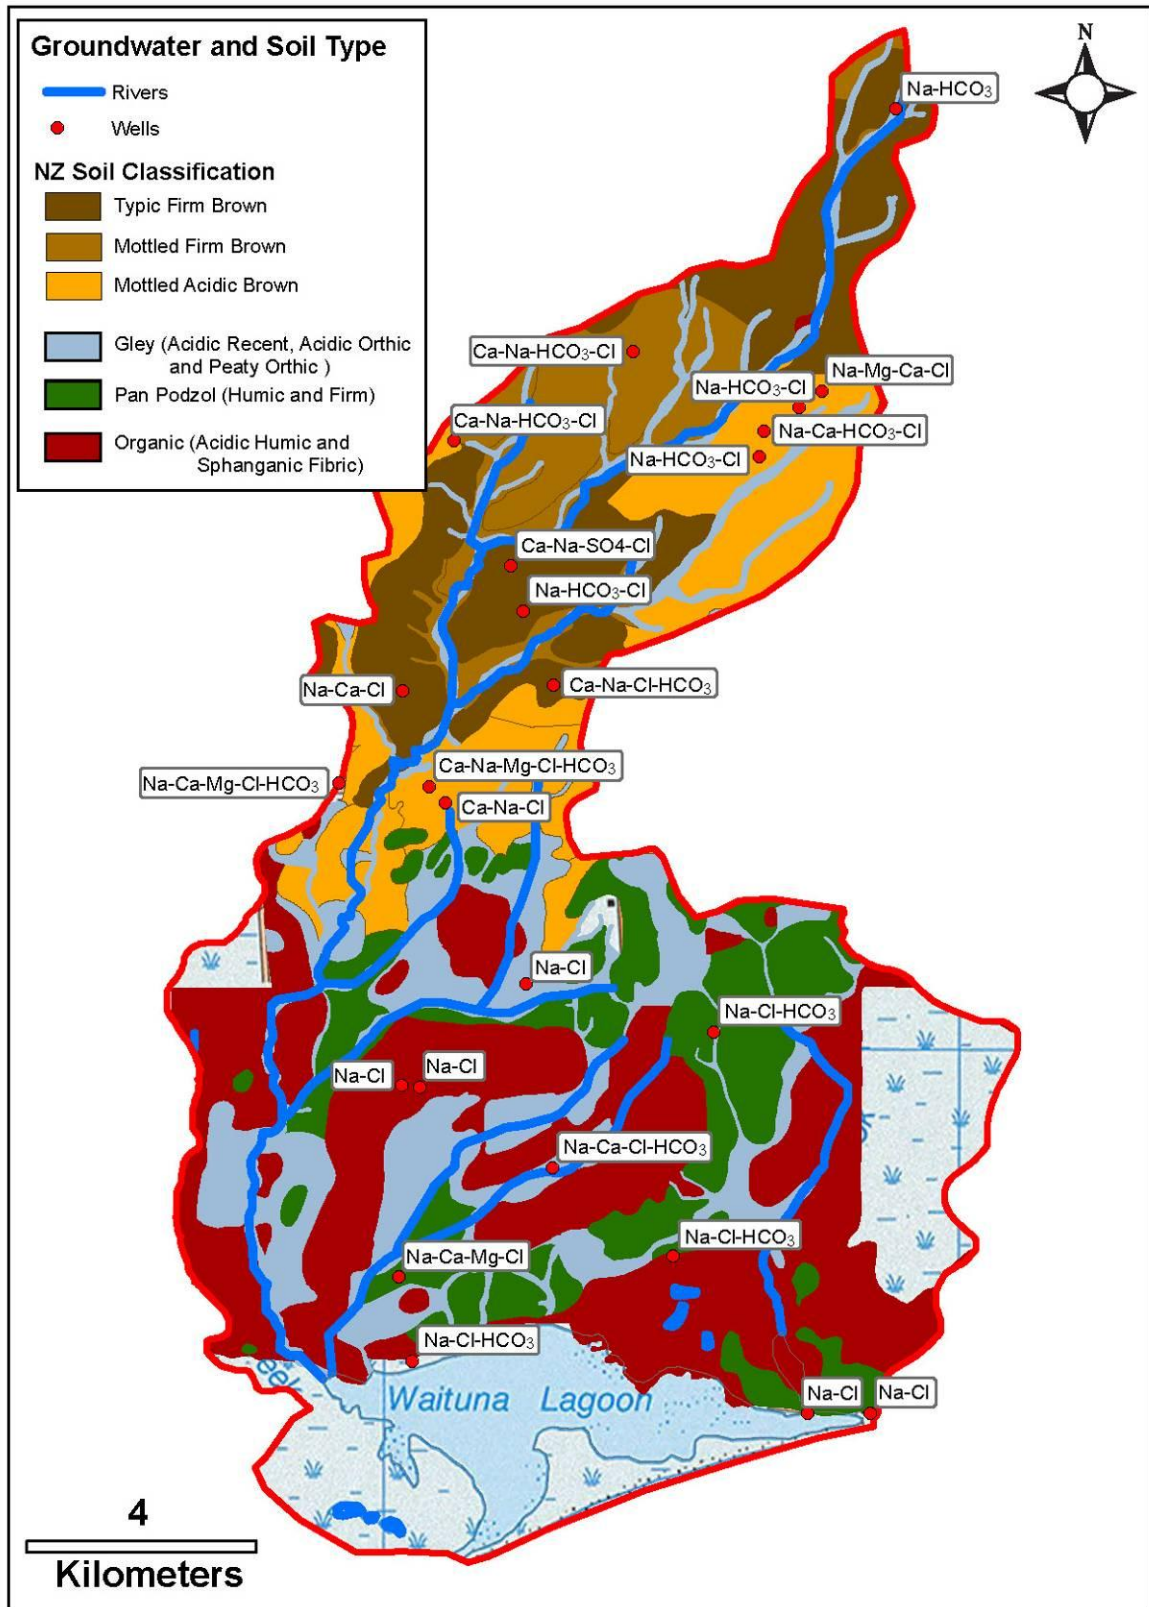 Groundwater and Soil Type
Rivers
Wells
NZ Soil Classification
Typic Firm Brown
Mottled Firm Brown
Mottled Acidic Brown
Gley (Acidic Recent, Acidic Orthic
and Peaty Orthic )
Pan Podzol (Humic and Firm)
Organic (Acidic Humic and
Sphanganic Fibric)
N
Na-HCO₃
Ca-Na-HCO₃-Cl
Na-Mg-Ca-Cl
Na-HCO₃-Cl
Ca-Na-HCO₃-Cl
Na-Ca-HCO₃-Cl
Na-HCO₃-Cl
Ca-Na-SO4-Cl
Na-HCO₃-Cl
Na-Ca-Cl
Ca-Na-Cl-HCO₃
Na-Ca-Mg-Cl-HCO₃
Ca-Na-Mg-Cl-HCO₃
Ca-Na-Cl
Na-Cl
Na-Cl-HCO₃
Na-Cl
Na-Cl
Na-Ca-Cl-HCO₃
Na-Cl-HCO₃
Na-Ca-Mg-Cl
Na-Cl-HCO₃
eek
Waituna Lagoon
Na-Cl
Na-Cl
4
Kilometers